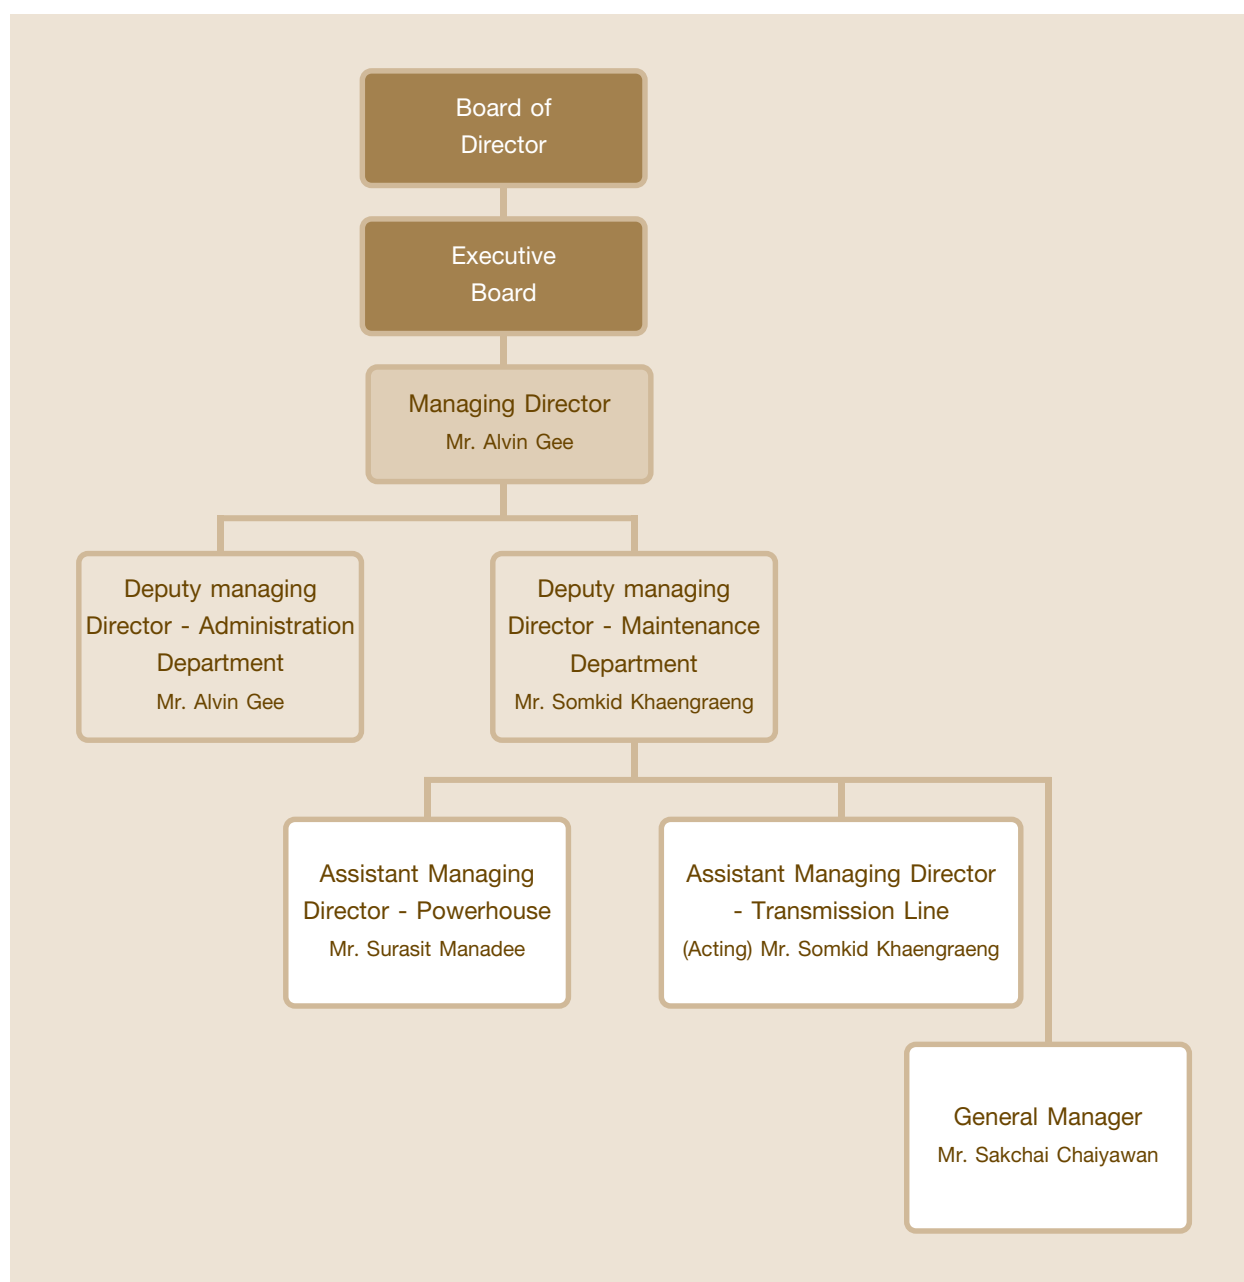 Board of
Director
Executive
Board
Managing Director
Mr. Alvin Gee
Deputy managing
Director - Administration
Department
Mr. Alvin Gee
Deputy managing
Director - Maintenance
Department
Mr. Somkid Khaengraeng
Assistant Managing
Director - Powerhouse
Mr. Surasit Manadee
Assistant Managing Director
- Transmission Line
(Acting) Mr. Somkid Khaengraeng
General Manager
Mr. Sakchai Chaiyawan